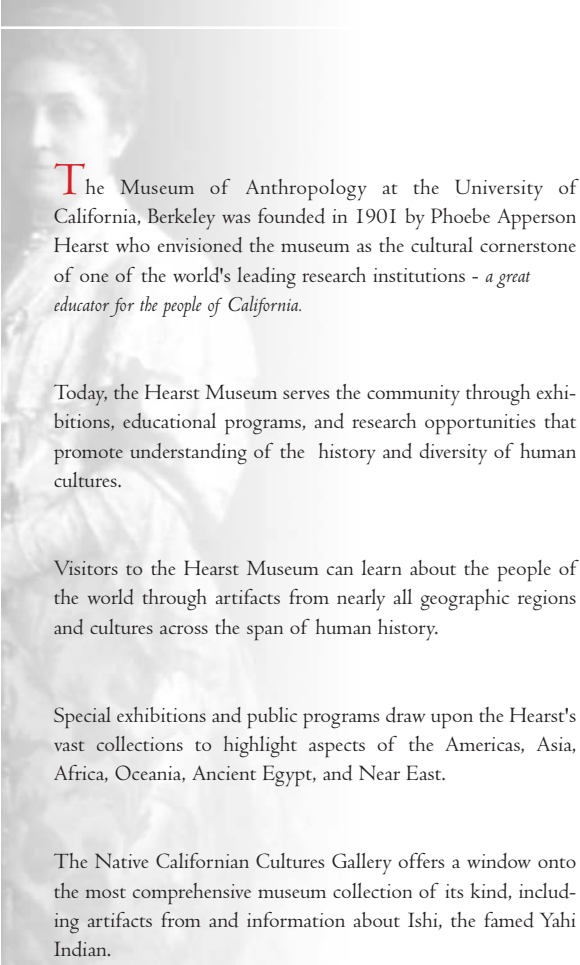 The Museum of Anthropology at the University of
California, Berkeley was founded in 1901 by Phoebe Apperson
Hearst who envisioned the museum as the cultural cornerstone
of one of the world's leading research institutions - a great
educator for the people of California.
Today, the Hearst Museum serves the community through exhi-
bitions, educational programs, and research opportunities that
promote understanding of the history and diversity of human
cultures.
Visitors to the Hearst Museum can learn about the people of
the world through artifacts from nearly all geographic regions
and cultures across the span of human history.
Special exhibitions and public programs draw upon the Hearst's
vast collections to highlight aspects of the Americas, Asia,
Africa, Oceania, Ancient Egypt, and Near East.
The Native Californian Cultures Gallery offers a window onto
the most comprehensive museum collection of its kind, includ-
ing artifacts from and information about Ishi, the famed Yahi
Indian.